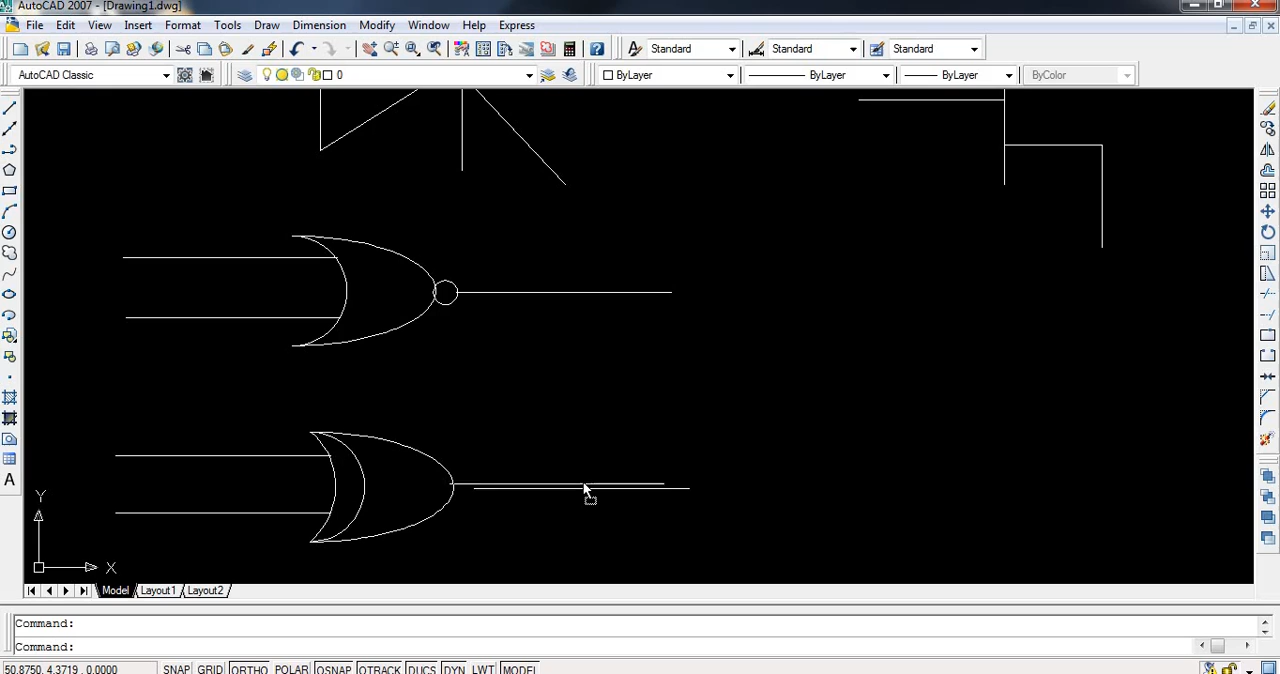 AutoCAD 2007 - [Drawing1.dwg]
File Edit View Insert Format Tools Draw Dimension Modify Window Help Express
Standard Standard Standard
AutoCAD Classic 0 ByLayer ByLayer ByLayer ByColor
A
Y
X
Model Layout1 Layout2
Command:
Command:
50.8750, 4.3719 , 0.0000 SNAP GRID ORTHO POLAR OSNAP OTRACK DUCS DYN LWT MODEL